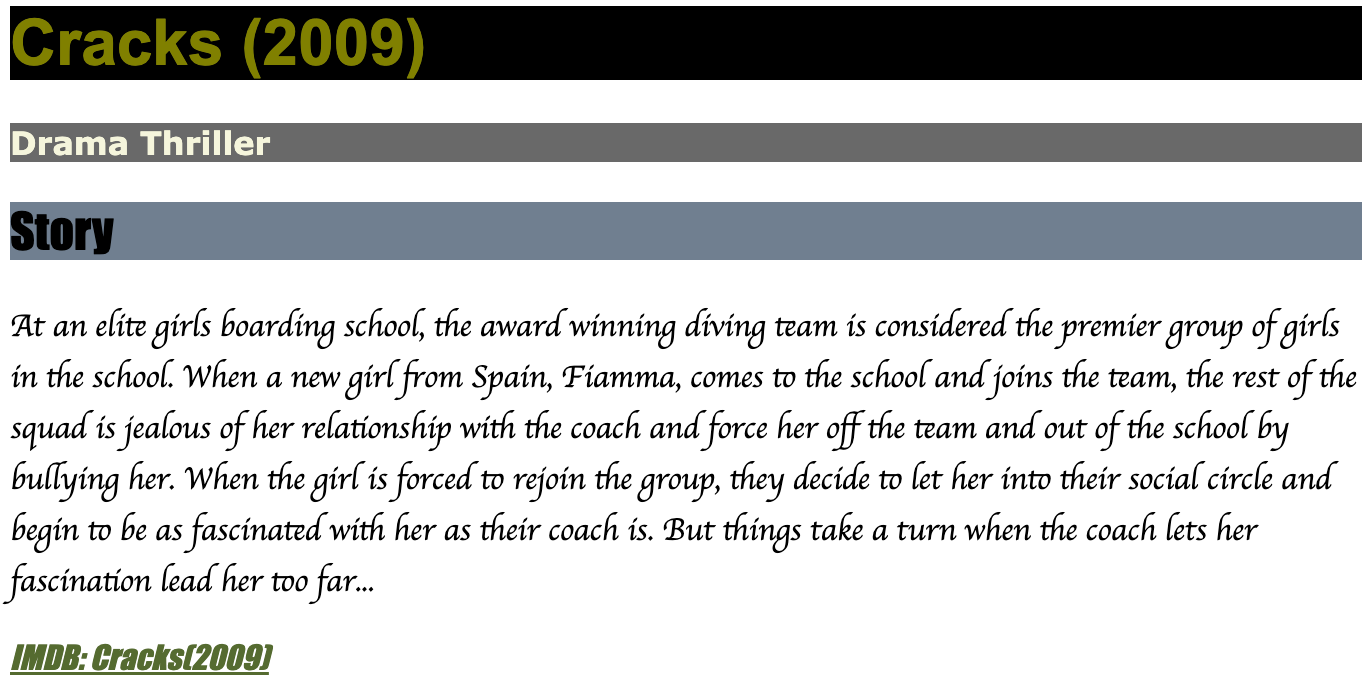 Cracks (2009)
Drama Thriller
Story
At an elite girls boarding school, the award winning diving team is considered the premier group of girls
in the school. When a new girl from Spain, Fiamma, comes to the school and joins the team, the rest of the
squad is jealous of her relationship with the coach and force her off the team and out of the school by
bullying her. When the girl is forced to rejoin the group, they decide to let her into their social circle and
begin to be as fascinated with her as their coach is. But things take a turn when the coach lets her
fascination lead her too far...
IMDB: Cracks(2009)